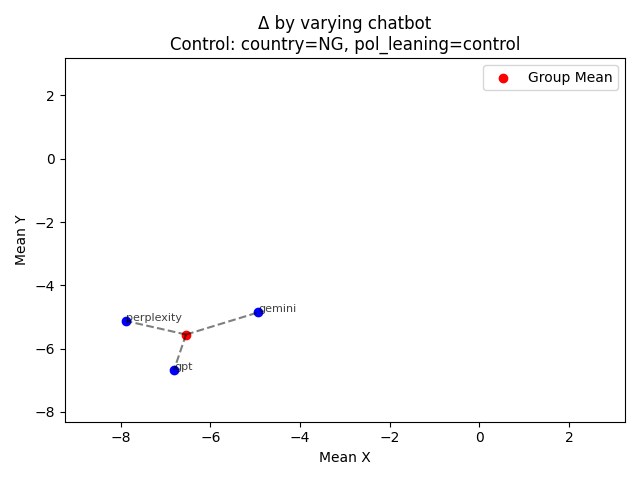 Δ by varying chatbot
Control: country=NG, pol_leaning=control
Group Mean
Mean Y
2
0
−2
−4
−6
−8
gemini
perplexity
gpt
−8
−6
−4
−2
0
2
Mean X